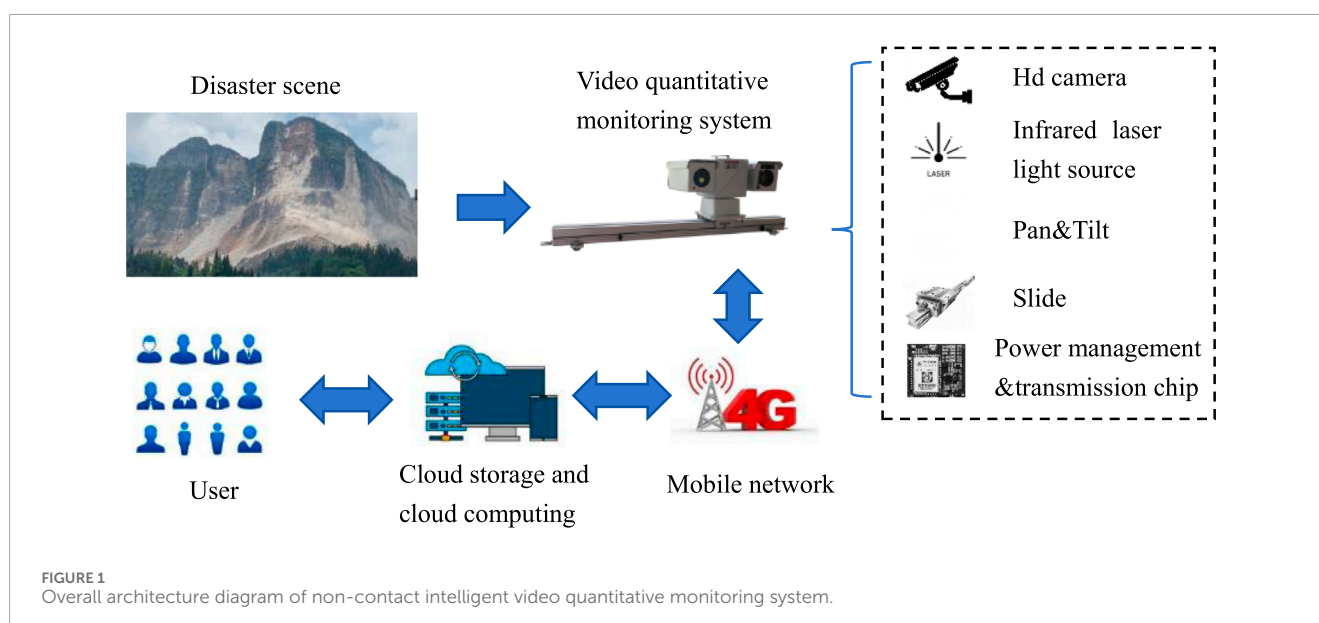 Disaster scene
Video quantitative
monitoring system
Hd camera
Infrared laser
light source
LASER
Pan&Tilt
Slide
Power management
&transmission chip
4G
User
Cloud storage and
cloud computing
Mobile network
FIGURE 1
Overall architecture diagram of non-contact intelligent video quantitative monitoring system.